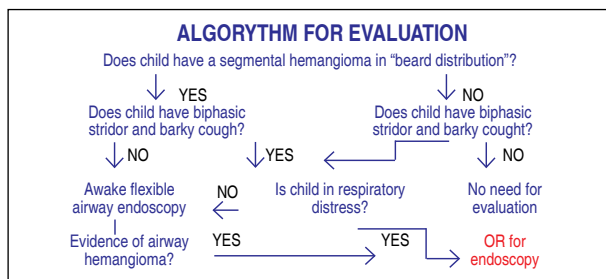 ALGORYTHM FOR EVALUATION
Does child have a segmental hemangioma in “beard distribution”?
YES
NO
Does child have biphasic
stridor and barky cough?
Does child have biphasic
stridor and barky cought?
NO
YES
NO
Awake flexible
airway endoscopy
NO
Is child in respiratory
distress?
No need for
evaluation
Evidence of airway
hemangioma?
YES
YES
OR for
endoscopy